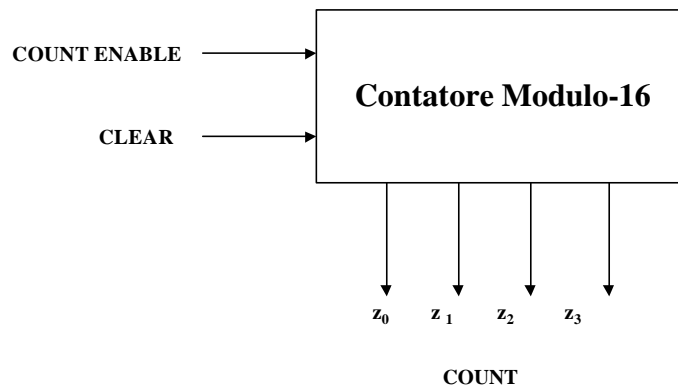 COUNT ENABLE
Contatore Modulo-16
CLEAR
z₀ z₁ z₂ z₃
COUNT